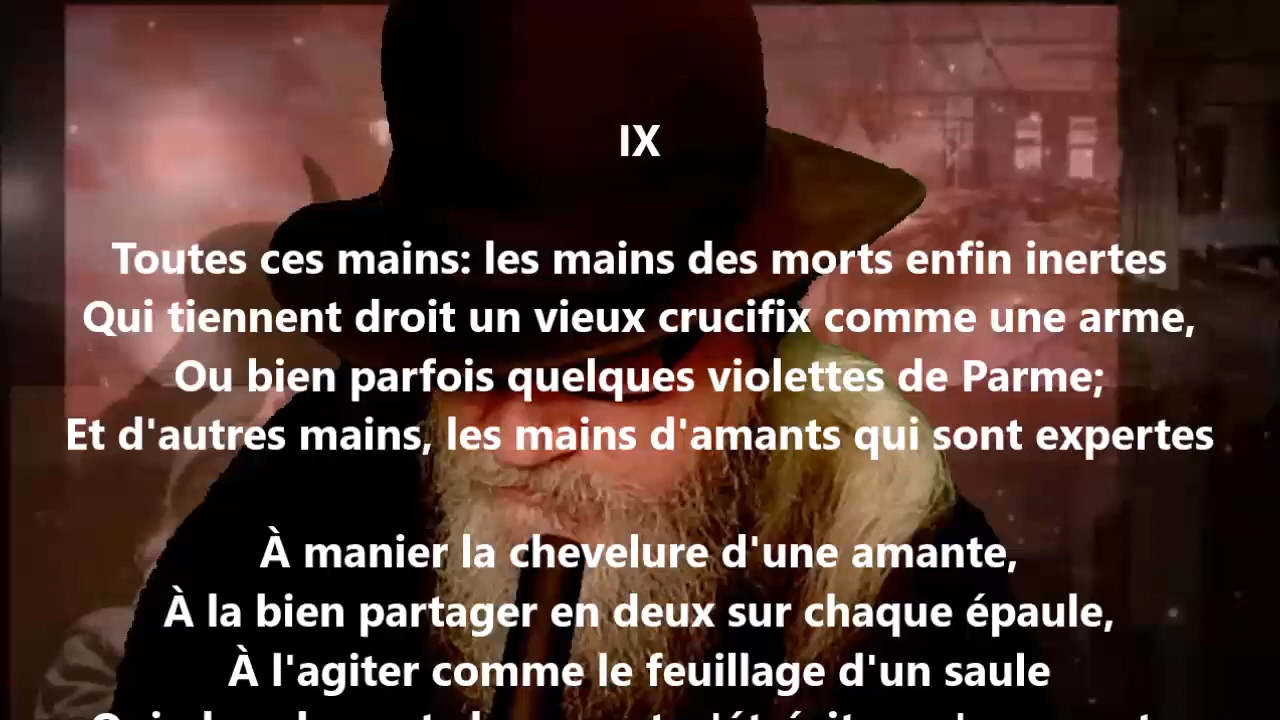 IX
Toutes ces mains: les mains des morts enfin inertes
Qui tiennent droit un vieux crucifix comme une arme,
Ou bien parfois quelques violettes de Parme;
Et d'autres mains, les mains d'amants qui sont expertes
À manier la chevelure d'une amante,
À la bien partager en deux sur chaque épaule,
À l'agiter comme le feuillage d'un saule